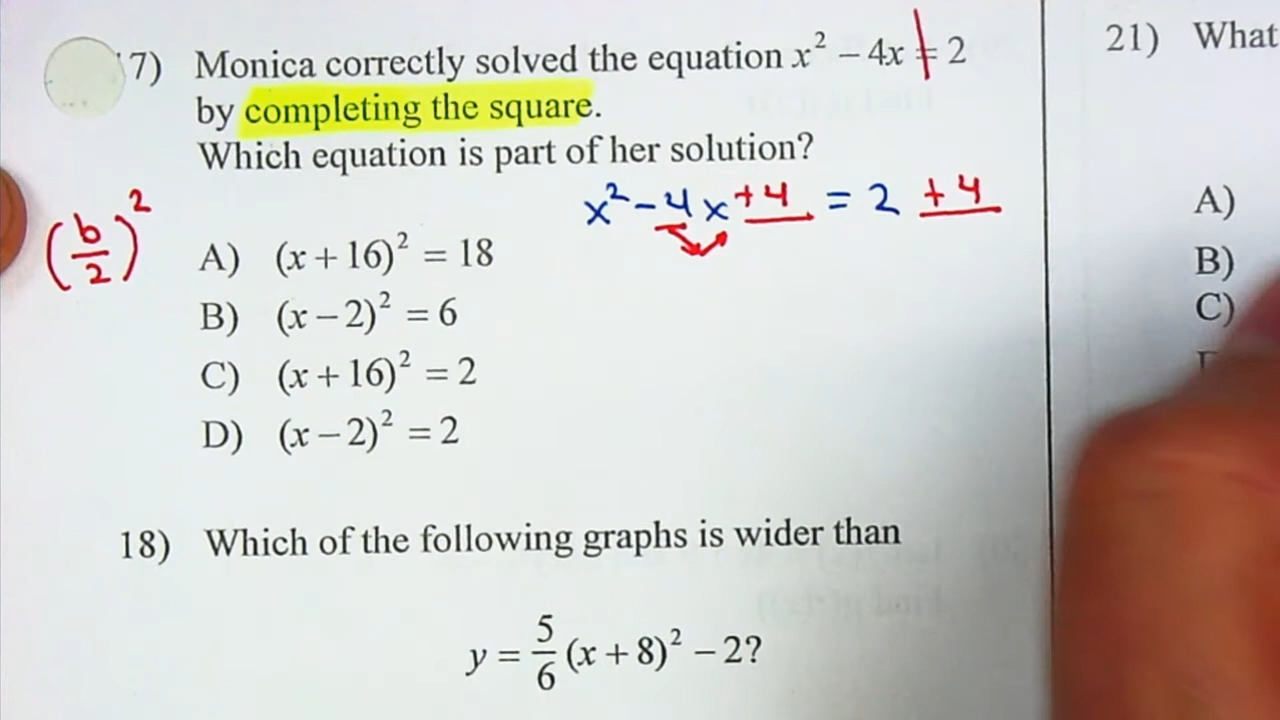 7) Monica correctly solved the equation x² − 4x = 2
by completing the square.
Which equation is part of her solution?
x² − 4x + 4 = 2 + 4
(b/2)²
A) (x + 16)² = 18
B) (x − 2)² = 6
C) (x + 16)² = 2
D) (x − 2)² = 2
18) Which of the following graphs is wider than
y = 5/6 (x + 8)² − 2?
21) What
A)
B)
C)